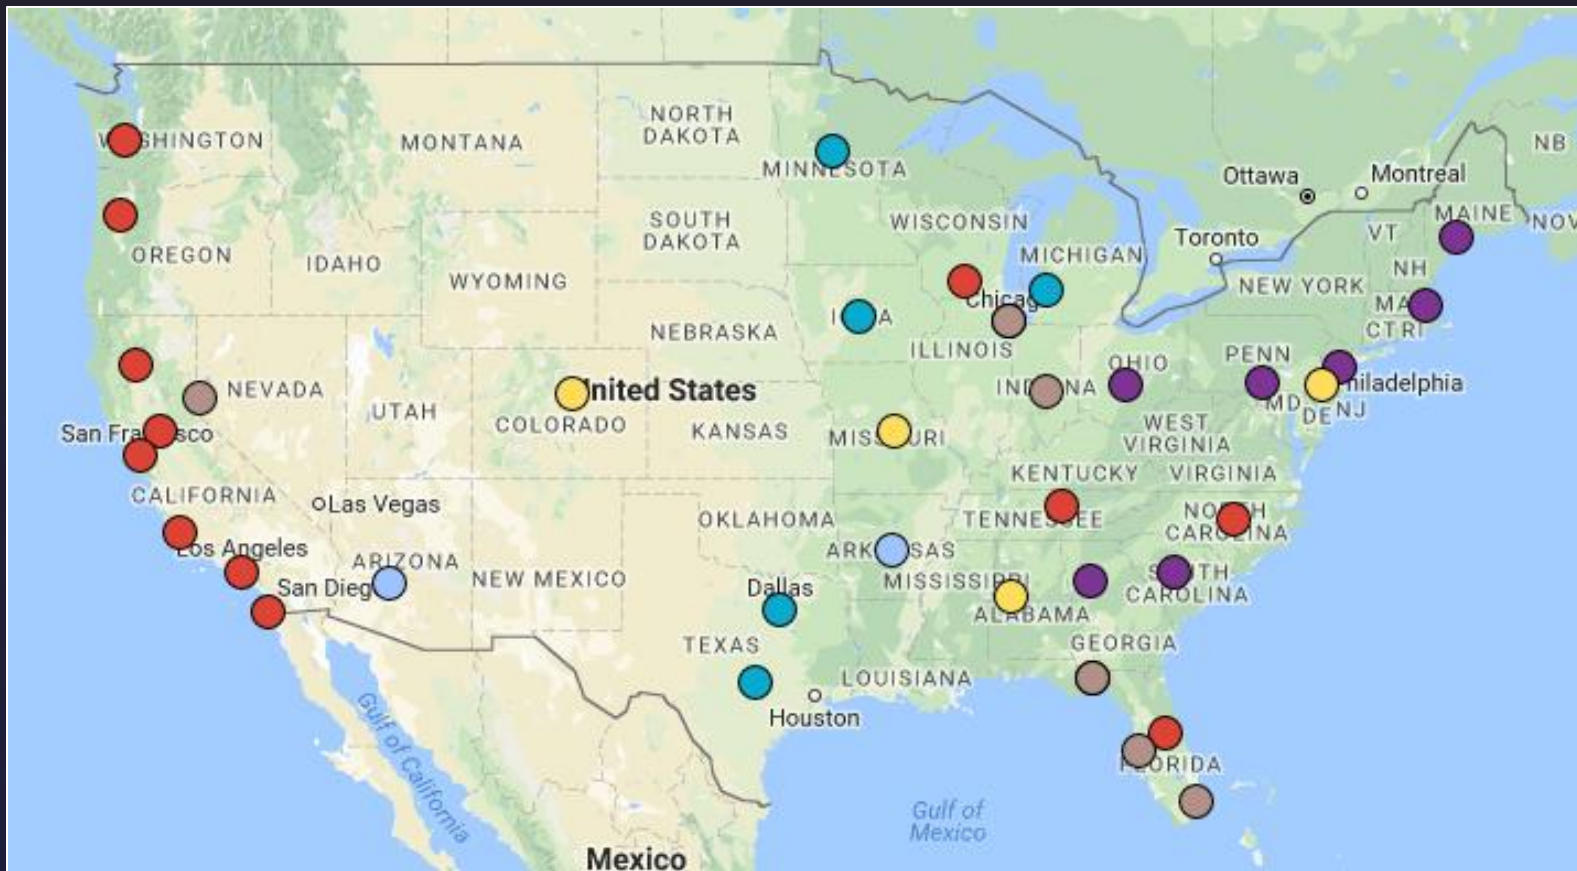 NORTH
DAKOTA
WASHINGTON
MONTANA
NB
MINNESOTA
Ottawa
Montreal
MAINE
SOUTH
DAKOTA
WISCONSIN
VT
NOV
Toronto
OREGON
IDAHO
MICHIGAN
NH
WYOMING
NEW YORK
Chicago
MA
IOWA
CT RI
NEBRASKA
ILLINOIS
OHIO
PENN
NEVADA
United States
INDIANA
Philadelphia
MD
DE
NJ
UTAH
COLORADO
KANSAS
MISSOURI
WEST
VIRGINIA
San Francisco
KENTUCKY
VIRGINIA
CALIFORNIA
Las Vegas
OKLAHOMA
TENNESSEE
NORTH
CAROLINA
Los Angeles
ARIZONA
ARKANSAS
San Diego
NEW MEXICO
Dallas
MISSISSIPPI
SOUTH
CAROLINA
ALABAMA
TEXAS
GEORGIA
LOUISIANA
Houston
Gulf of California
FLORIDA
Gulf of
Mexico
Mexico